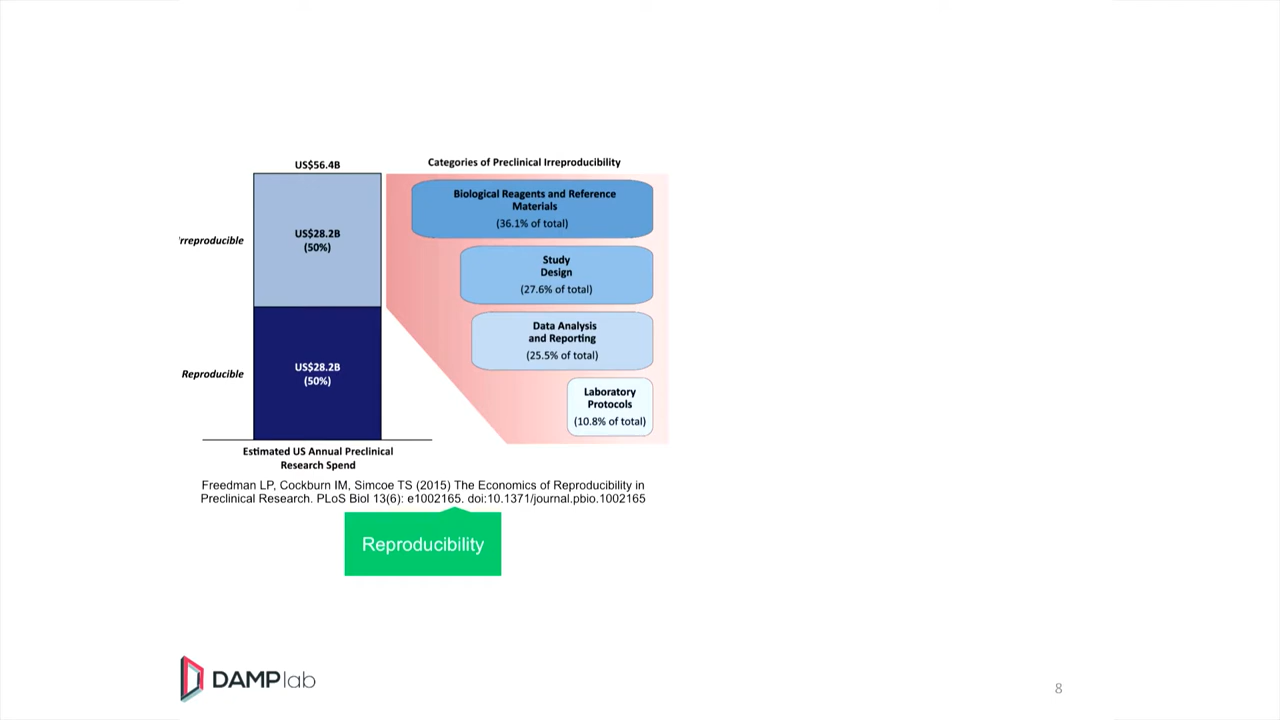 US$56.4B
Categories of Preclinical Irreproducibility
Irreproducible
US$28.2B
(50%)
Reproducible
US$28.2B
(50%)
Biological Reagents and Reference
Materials
(36.1% of total)
Study
Design
(27.6% of total)
Data Analysis
and Reporting
(25.5% of total)
Laboratory
Protocols
(10.8% of total)
Estimated US Annual Preclinical
Research Spend
Freedman LP, Cockburn IM, Simcoe TS (2015) The Economics of Reproducibility in
Preclinical Research. PLoS Biol 13(6): e1002165. doi:10.1371/journal.pbio.1002165
Reproducibility
DAMPlab
8